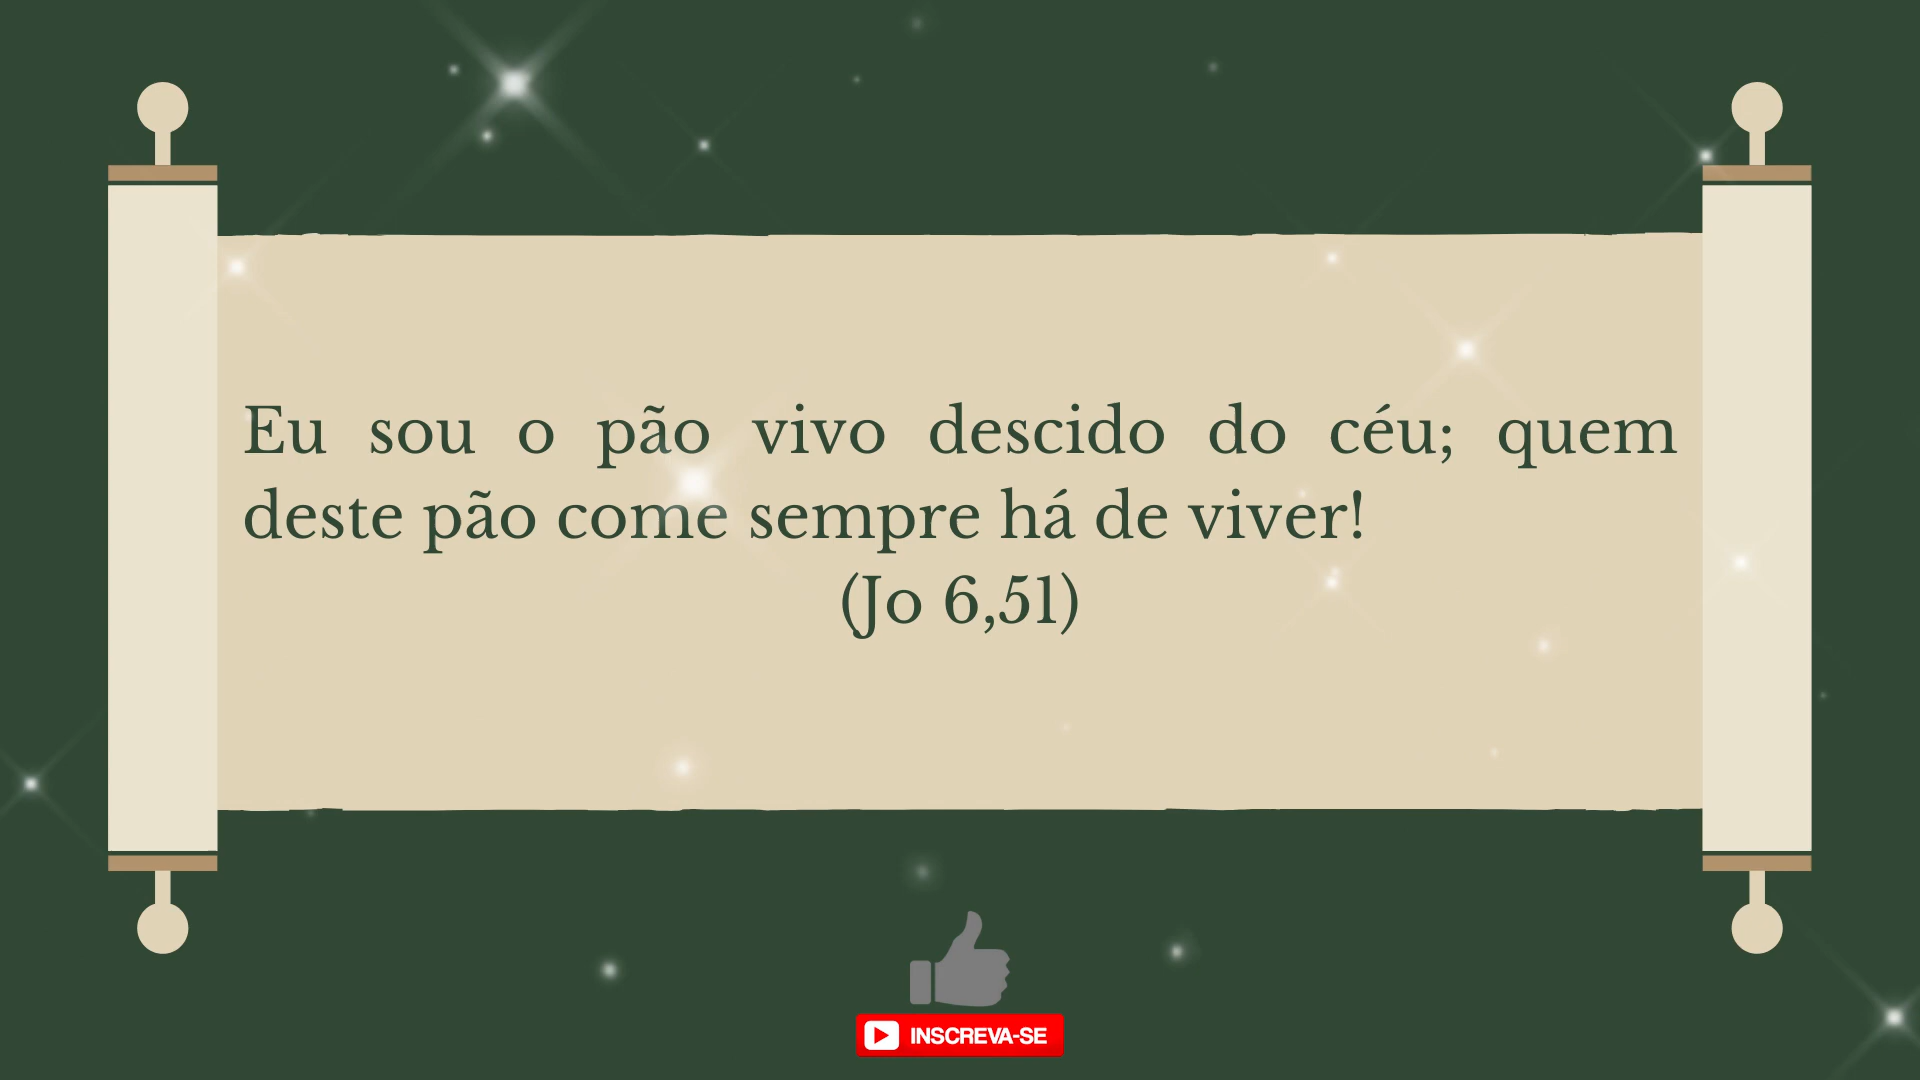 Eu sou o pão vivo descido do céu; quem
deste pão come sempre há de viver!
(Jo 6,51)
INSCREVA-SE